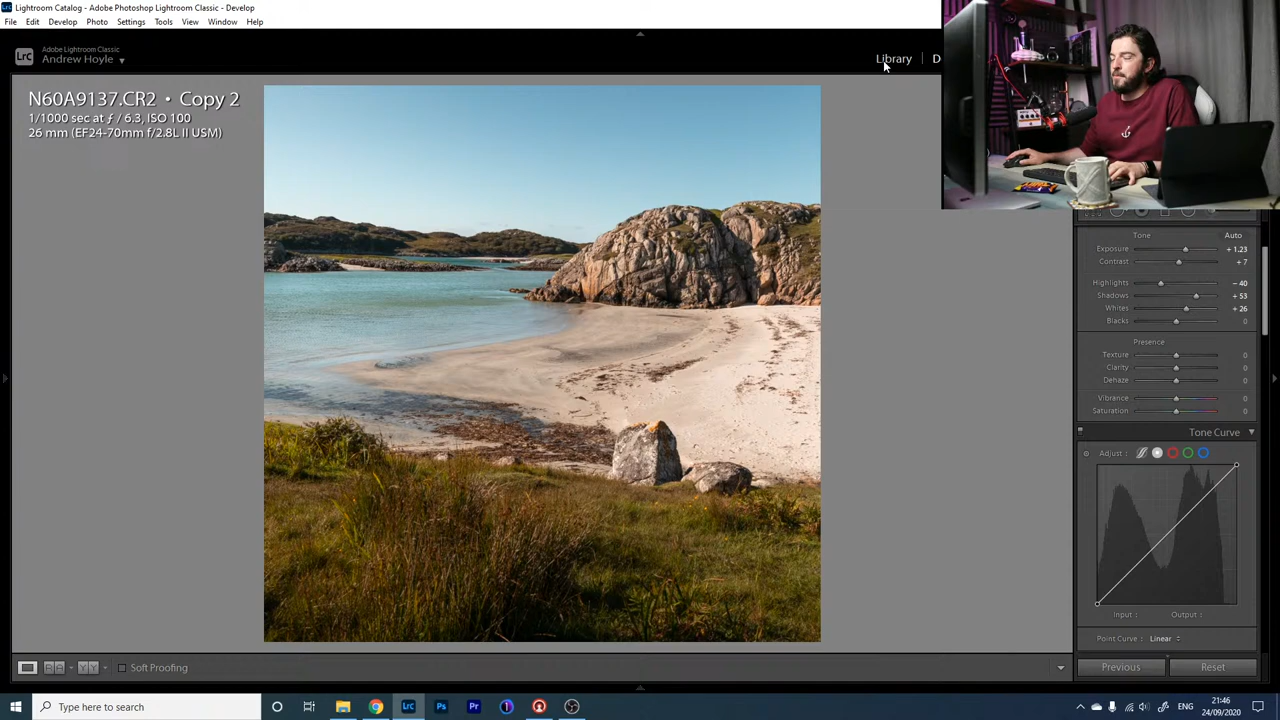 Lightroom Catalog - Adobe Photoshop Lightroom Classic - Develop
File Edit Develop Photo Settings Tools View Window Help
Lrc
Adobe Lightroom Classic
Andrew Hoyle
Library | D
N60A9137.CR2 • Copy 2
1/1000 sec at ƒ / 6.3, ISO 100
26 mm (EF24-70mm f/2.8L II USM)
Tone Auto
Exposure + 1.23
Contrast + 7
Highlights − 40
Shadows + 53
Whites + 26
Blacks 0
Presence
Texture 0
Clarity 0
Dehaze 0
Vibrance 0
Saturation 0
Tone Curve
Adjust :
Input : Output :
Point Curve : Linear
Previous Reset
R A Y Y Soft Proofing
Type here to search
Lrc Ps Pr
ENG
21:46
24/09/2020